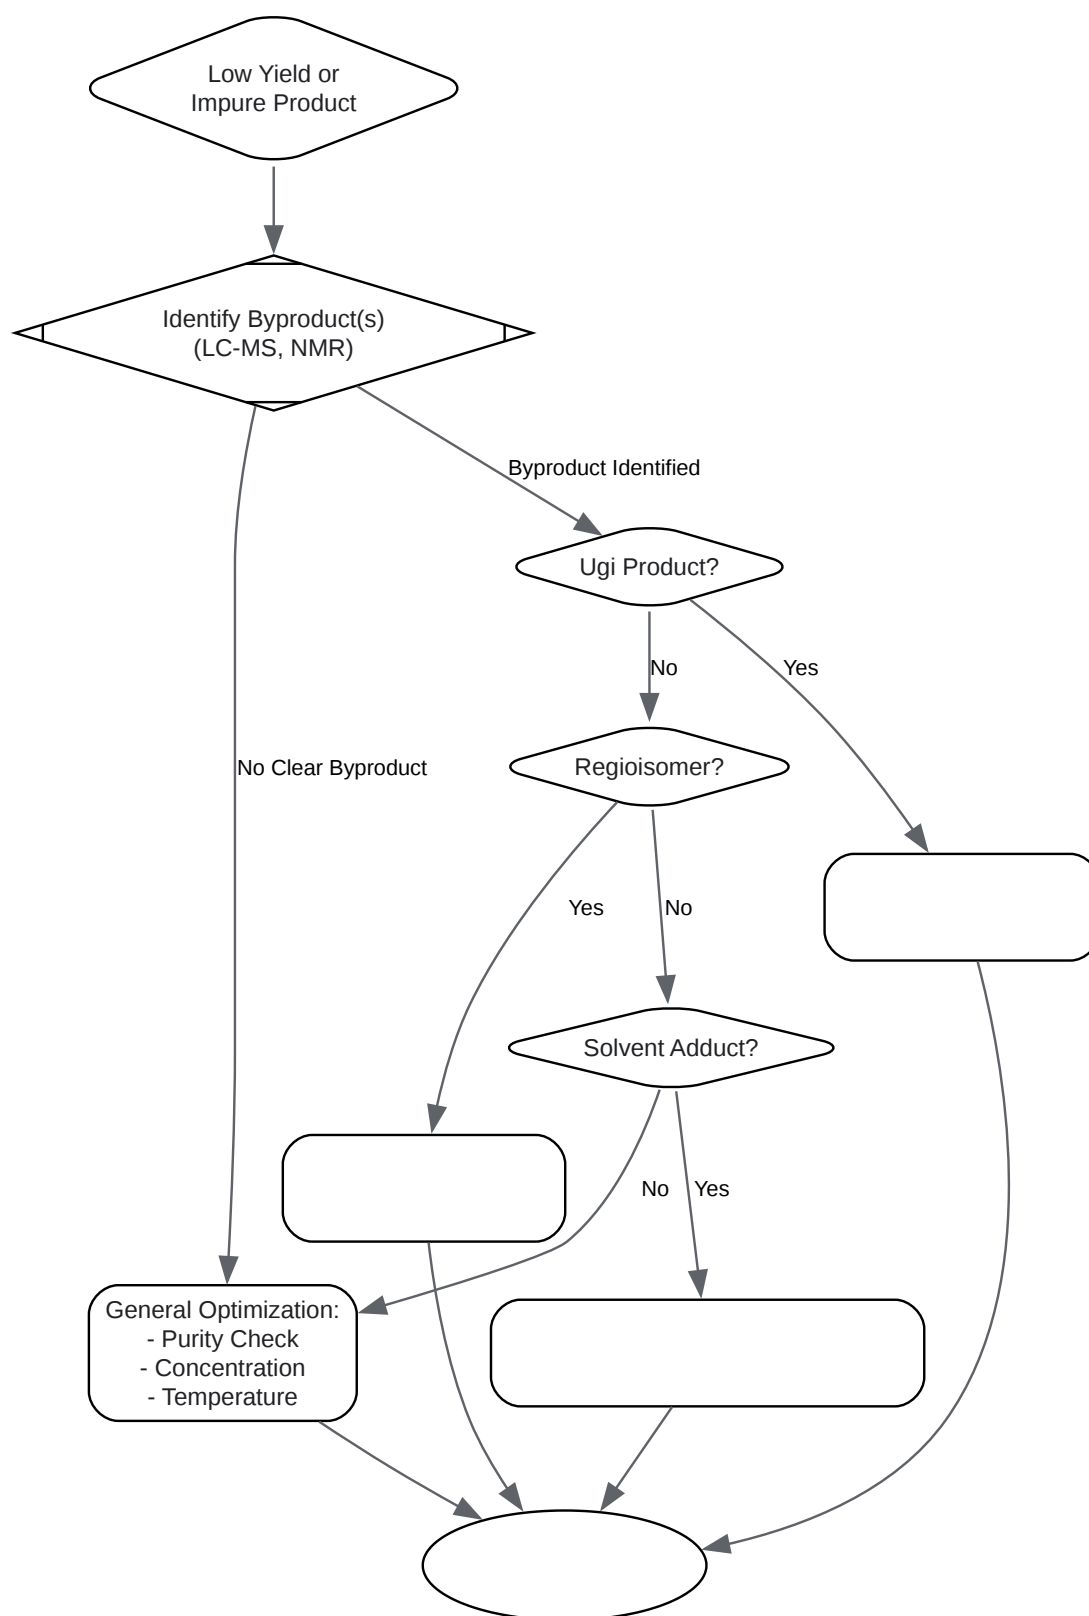 Low Yield or
Impure Product
Identify Byproduct(s)
(LC-MS, NMR)
Byproduct Identified
Ugi Product?
No
Yes
Regioisomer?
No Clear Byproduct
Yes
No
Solvent Adduct?
No
Yes
General Optimization:
- Purity Check
- Concentration
- Temperature